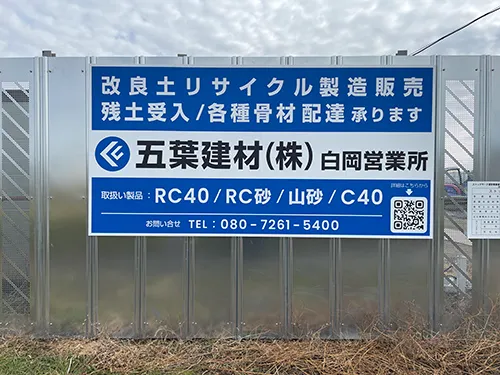 改良土リサイクル製造販売
残土受入/各種骨材配達承ります
五葉建材(株)白岡営業所
取扱い製品：RC40/RC砂/山砂/C40
詳細はこちらから
お問い合せ TEL：080-7261-5400